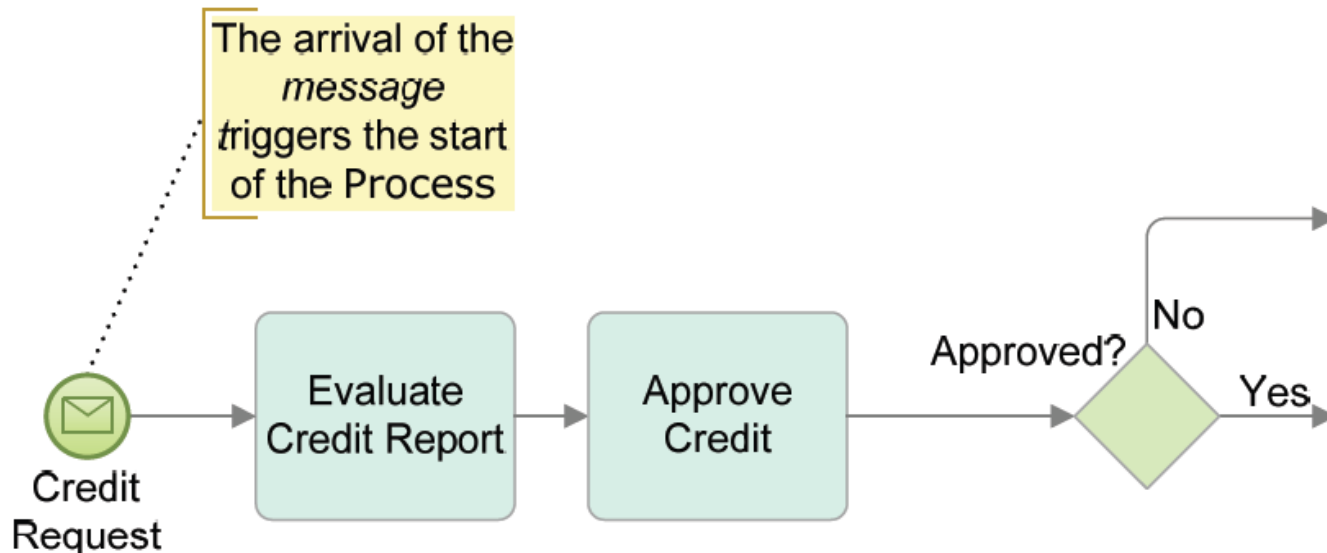 The arrival of the
message
triggers the start
of the Process
Evaluate
Credit Report
Approve
Credit
Approved?
No
Yes
Credit
Request